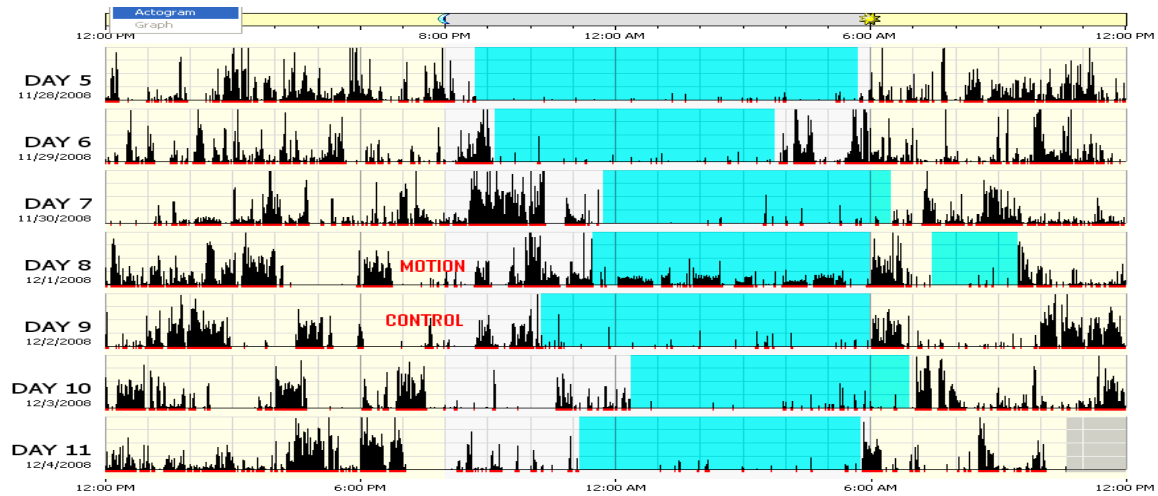 Actogram
Graph
12:00 PM 6:00 PM 12:00 AM 6:00 AM 12:00 PM
DAY 5
11/28/2008
DAY 6
11/29/2008
DAY 7
11/30/2008
DAY 8
12/1/2008
MOTION
DAY 9
12/2/2008
CONTROL
DAY 10
12/3/2008
DAY 11
12/4/2008
12:00 PM 6:00 PM 12:00 AM 6:00 AM 12:00 PM